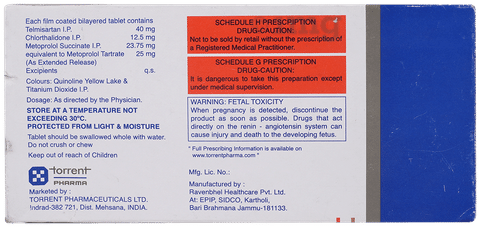 Each film coated bilayered tablet contains
Telmisartan I.P. 40 mg
Chlorthalidone I.P. 12.5 mg
Metoprolol Succinate I.P. 23.75 mg
equivalent to Metoprolol Tartrate 25 mg
(As Extended Release)
Excipients q.s.
Colours: Quinoline Yellow Lake &
Titanium Dioxide I.P.
Dosage: As directed by the Physician.
STORE AT A TEMPERATURE NOT
EXCEEDING 30°C.
PROTECTED FROM LIGHT & MOISTURE
Tablet should be swallowed whole with water.
Do not crush or chew
Keep out of reach of Children
torrent
PHARMA
Marketed by :
TORRENT PHARMACEUTICALS LTD.
Indrad-382 721, Dist. Mehsana, INDIA.
SCHEDULE H PRESCRIPTION
DRUG-CAUTION:
Not to be sold by retail without the prescription of
a Registered Medical Practitioner.
SCHEDULE G PRESCRIPTION
DRUG-CAUTION:
It is dangerous to take this preparation except
under medical supervision.
WARNING: FETAL TOXICITY
When pregnancy is detected, discontinue the
product as soon as possible. Drugs that act
directly on the renin - angiotensin system can
cause injury and death to the developing fetus.
* Full Prescribing Information is available on
www.torrentpharma.com *
Mfg. Lic. No.:
Manufactured by :
Ravenbhel Healthcare Pvt. Ltd.
At: EPIP, SIDCO, Kartholi,
Bari Brahmana Jammu-181133.